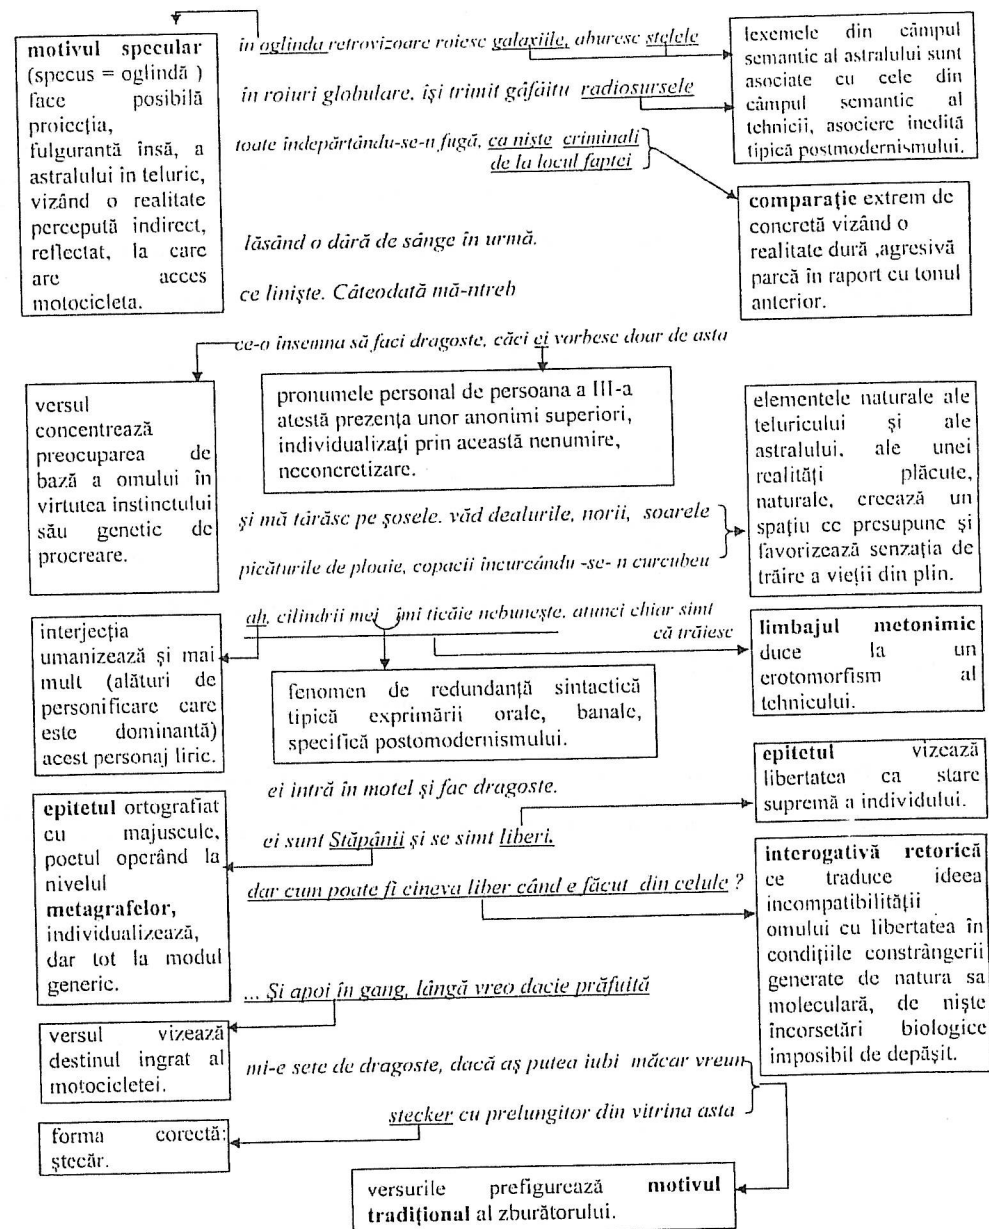 în oglinda retrovizoare roiesc galaxiile, aburesc stelele
în roiuri globulare, își trimit gâfâitu radiosursele
toate îndepărtându-se-n fugă, ca niște criminali
de la locul faptei
motivul specular
(specus = oglindă )
face posibilă
proiecția,
fulgurantă însă, a
astralului in teluric,
vizând o realitate
percepută indirect,
reflectat, la care
are acces
motocicleta.
lexemele din câmpul
semantic al astralului sunt
asociate cu cele din
câmpul semantic al
tehnicii, asociere inedită
tipică postmodernismului.
comparație extrem de
concretă vizând o
realitate dură ,agresivă
parcă în raport cu tonul
anterior.
lăsând o dâră de sânge în urmă.
ce liniște. Câteodată mă-ntreb
ce-o însemna să faci dragoste, căci ei vorbesc doar de asta
versul
concentrează
preocuparea de
bază a omului în
virtutea instinctului
său genetic de
procreare.
pronumele personal de persoana a III-a
atestă prezența unor anonimi superiori,
individualizați prin această nenumire,
neconcretizare.
elementele naturale ale
teluricului și ale
astralului, ale unei
realități plăcute,
naturale, creează un
spațiu ce presupune și
favorizează senzația de
trăire a vieții din plin.
și mă târăsc pe șosele. văd dealurile, norii, soarele
picăturile de ploaie, copacii încurcându -se- n curcubeu
ah, cilindrii mei îmi ticăie nebunește. atunci chiar simt
că trăiesc
interjecția
umanizează și mai
mult (alături de
personificare care
este dominantă)
acest personaj liric.
fenomen de redundanță sintactică
tipică exprimării orale, banale,
specifică postomodernismului.
limbajul metonimic
duce la un
erotomorfism al
tehnicului.
ei intră în motel și fac dragoste.
epitetul vizează
libertatea ca stare
supremă a individului.
ei sunt Stăpânii și se simt liberi.
epitetul ortografiat
cu majuscule,
poetul operând la
nivelul
metagrafelor,
individualizează,
dar tot la modul
generic.
dar cum poate fi cineva liber când e făcut din celule ?
interogativă retorică
ce traduce ideea
incompatibilității
omului cu libertatea în
condițiile constrângerii
generate de natura sa
moleculară, de niște
încorsetări biologice
imposibil de depășit.
... Și apoi în gang, lângă vreo dacie prăfuită
versul vizează
destinul ingrat al
motocicletei.
mi-e sete de dragoste, dacă aș putea iubi măcar vreun
stecker cu prelungitor din vitrina asta
forma corectă:
ștecăr.
versurile prefigurează motivul
tradițional al zburătorului.